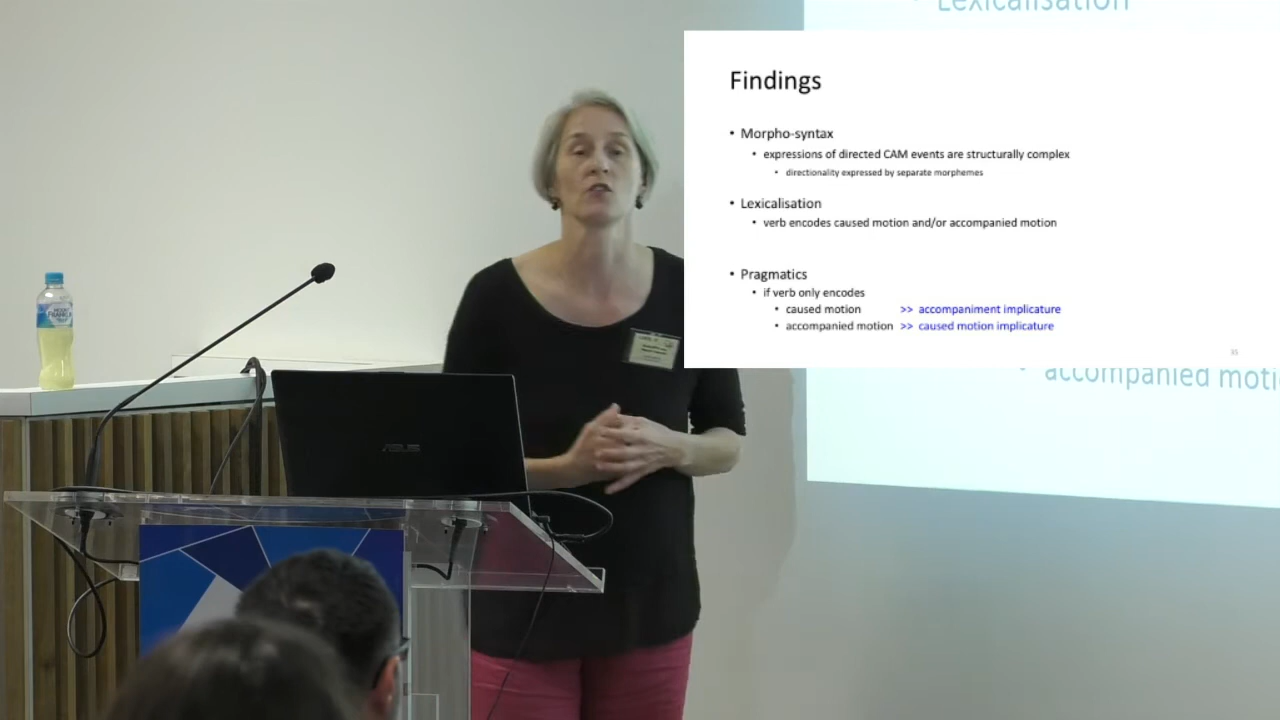 Lexicalisation
Findings
• Morpho-syntax
• expressions of directed CAM events are structurally complex
• directionality expressed by separate morphemes
• Lexicalisation
• verb encodes caused motion and/or accompanied motion
• Pragmatics
• if verb only encodes
• caused motion >> accompaniment implicature
• accompanied motion >> caused motion implicature
35
accompanied moti
ASUS